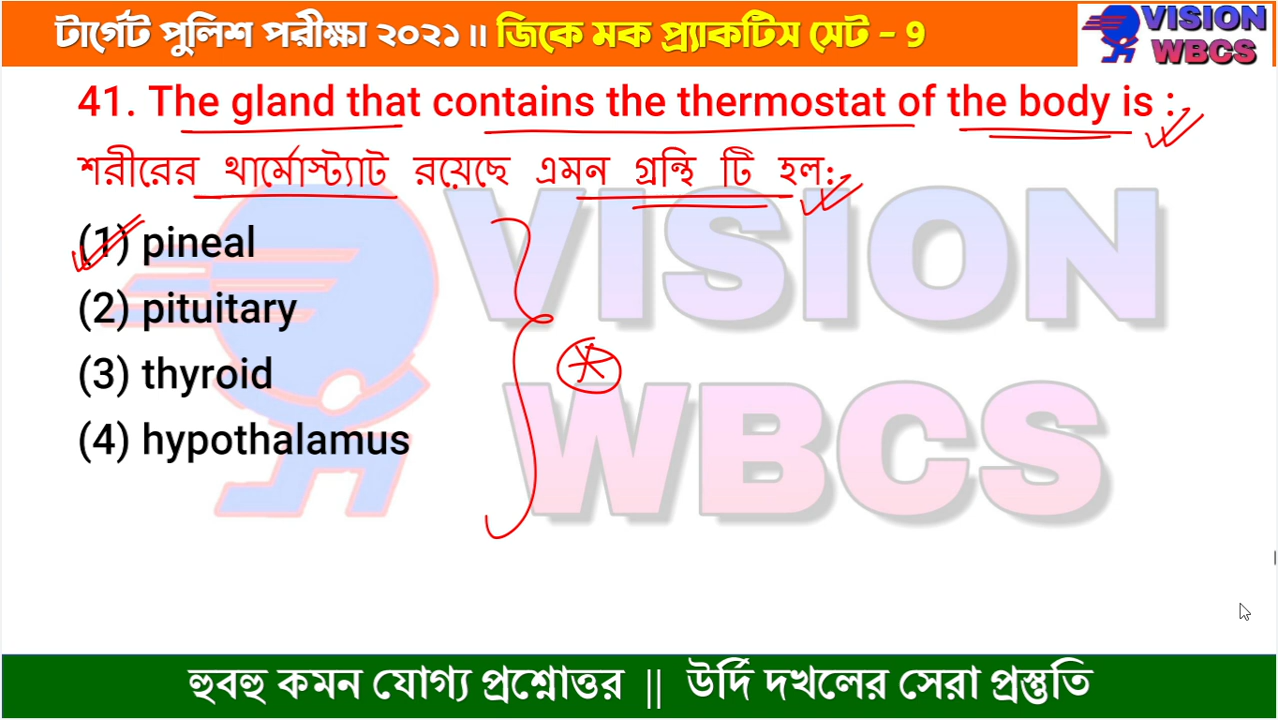 টার্গেট পুলিশ পরীক্ষা ২০২১ ॥ জিকে মক প্র্যাকটিস সেট – 9
VISION
WBCS
41. The gland that contains the thermostat of the body is :
শরীরের থার্মোস্ট্যাট রয়েছে এমন গ্রন্থি টি হল:
(1) pineal
(2) pituitary
(3) thyroid
(4) hypothalamus
VISION
WBCS
হুবহু কমন যোগ্য প্রশ্নোত্তর || উর্দি দখলের সেরা প্রস্তুতি